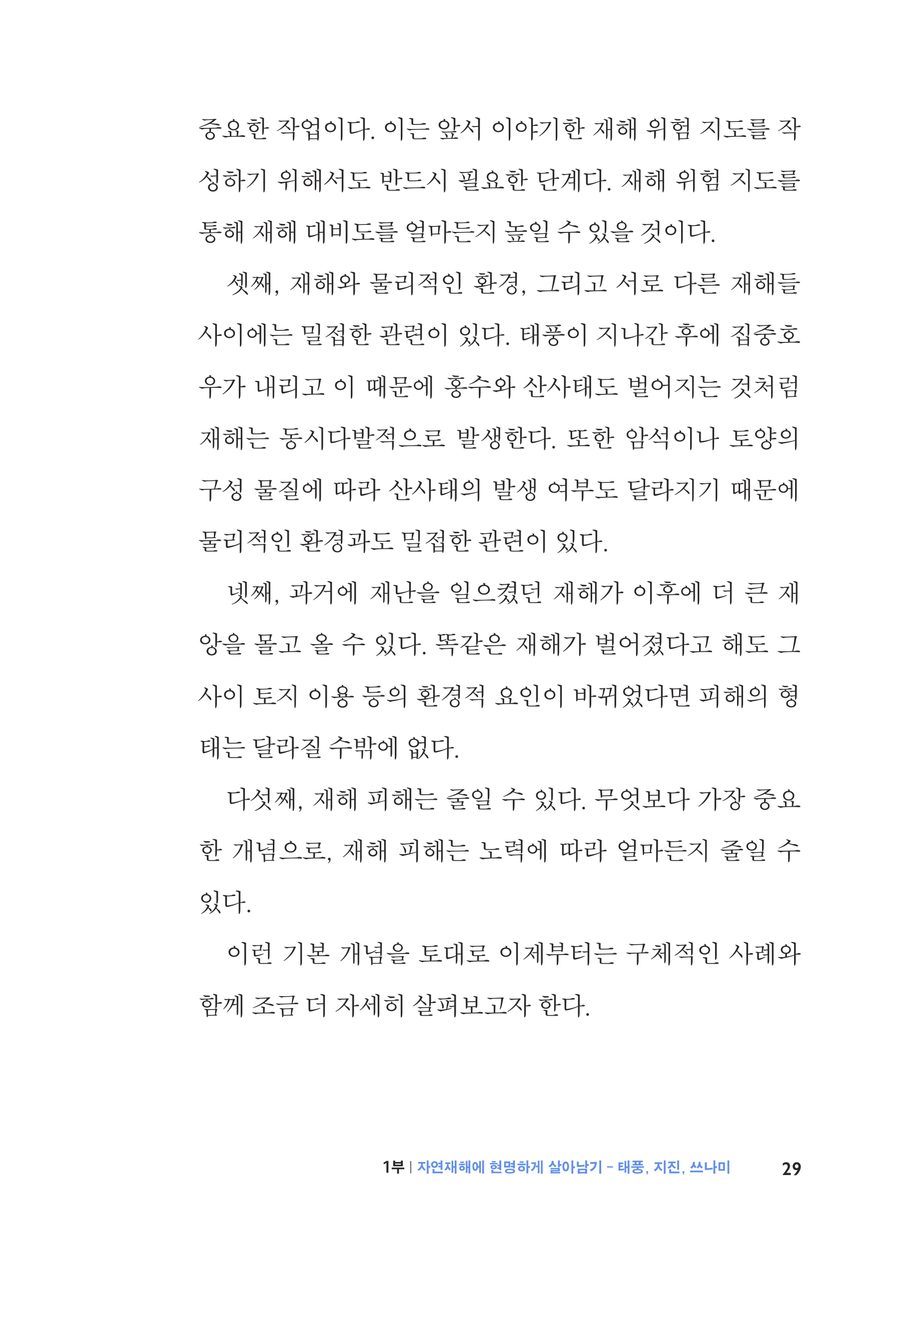 중요한 작업이다. 이는 앞서 이야기한 재해 위험 지도를 작
성하기 위해서도 반드시 필요한 단계다. 재해 위험 지도를
통해 재해 대비도를 얼마든지 높일 수 있을 것이다.
셋째, 재해와 물리적인 환경, 그리고 서로 다른 재해들
사이에는 밀접한 관련이 있다. 태풍이 지나간 후에 집중호
우가 내리고 이 때문에 홍수와 산사태도 벌어지는 것처럼
재해는 동시다발적으로 발생한다. 또한 암석이나 토양의
구성 물질에 따라 산사태의 발생 여부도 달라지기 때문에
물리적인 환경과도 밀접한 관련이 있다.
넷째, 과거에 재난을 일으켰던 재해가 이후에 더 큰 재
앙을 몰고 올 수 있다. 똑같은 재해가 벌어졌다고 해도 그
사이 토지 이용 등의 환경적 요인이 바뀌었다면 피해의 형
태는 달라질 수밖에 없다.
다섯째, 재해 피해는 줄일 수 있다. 무엇보다 가장 중요
한 개념으로, 재해 피해는 노력에 따라 얼마든지 줄일 수
있다.
이런 기본 개념을 토대로 이제부터는 구체적인 사례와
함께 조금 더 자세히 살펴보고자 한다.
1부 | 자연재해에 현명하게 살아남기 - 태풍, 지진, 쓰나미 29